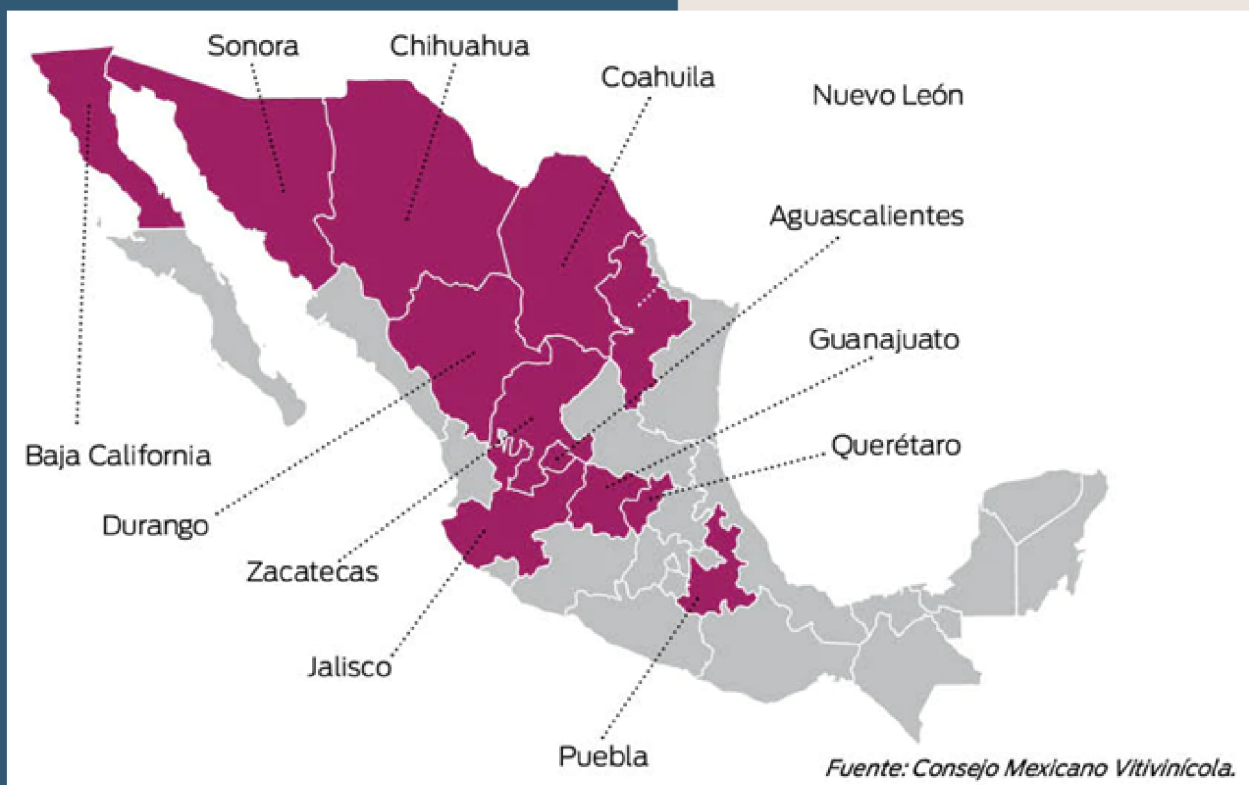 Sonora
Chihuahua
Coahuila
Nuevo León
Aguascalientes
Guanajuato
Querétaro
Baja California
Durango
Zacatecas
Jalisco
Puebla
Fuente: Consejo Mexicano Vitivinícola.